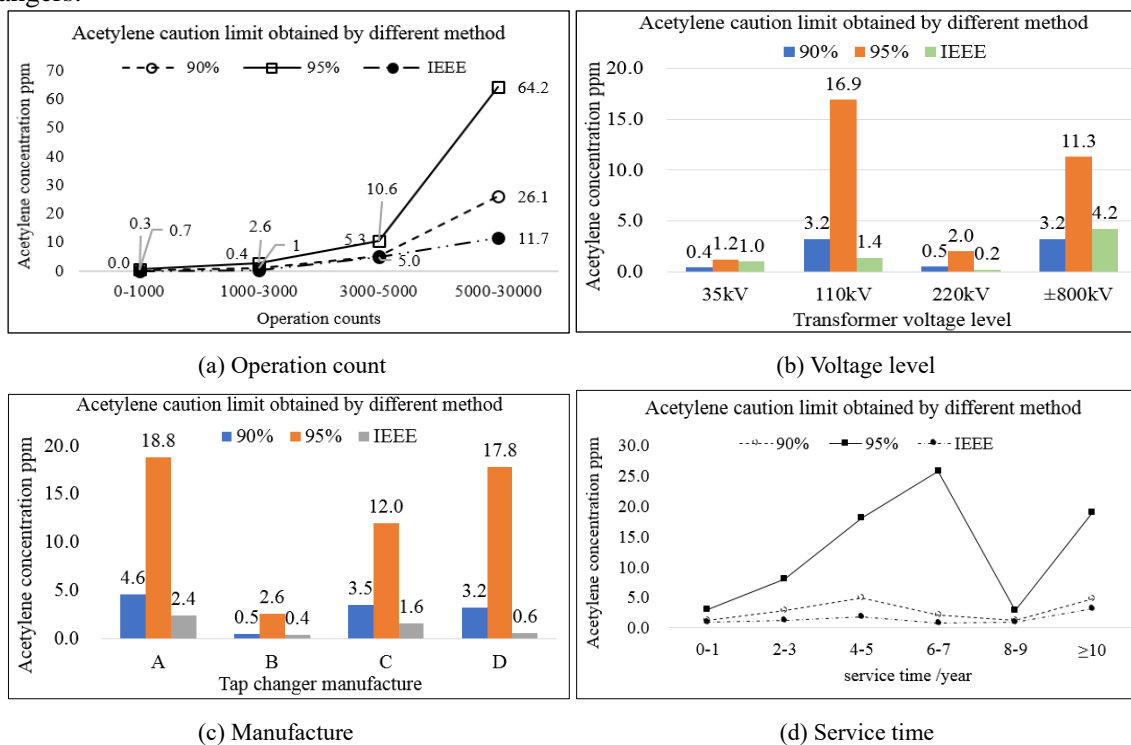 angers.
Acetylene caution limit obtained by different method
90% 95% IEEE
Acetylene concentration ppm
70
60
50
40
30
20
10
0
0.0
0.3
0.7
0.4
2.6
1
5.3
10.6
5.0
64.2
26.1
11.7
0-1000 1000-3000 3000-5000 5000-30000
Operation counts
(a) Operation count
Acetylene caution limit obtained by different method
90% 95% IEEE
Acetylene concentration ppm
20.0
15.0
10.0
5.0
0.0
0.4 1.2 1.0
3.2 16.9 1.4
0.5 2.0 0.2
3.2 11.3 4.2
35kV 110kV 220kV ±800kV
Transformer voltage level
(b) Voltage level
Acetylene caution limit obtained by different method
90% 95% IEEE
Acetylene concentration ppm
20.0
15.0
10.0
5.0
0.0
4.6 18.8 2.4
0.5 2.6 0.4
3.5 12.0 1.6
3.2 17.8 0.6
A B C D
Tap changer manufacture
(c) Manufacture
Acetylene caution limit obtained by different method
90% 95% IEEE
Acetylene concentration ppm
30.0
25.0
20.0
15.0
10.0
5.0
0.0
0-1 2-3 4-5 6-7 8-9 ≥10
service time /year
(d) Service time